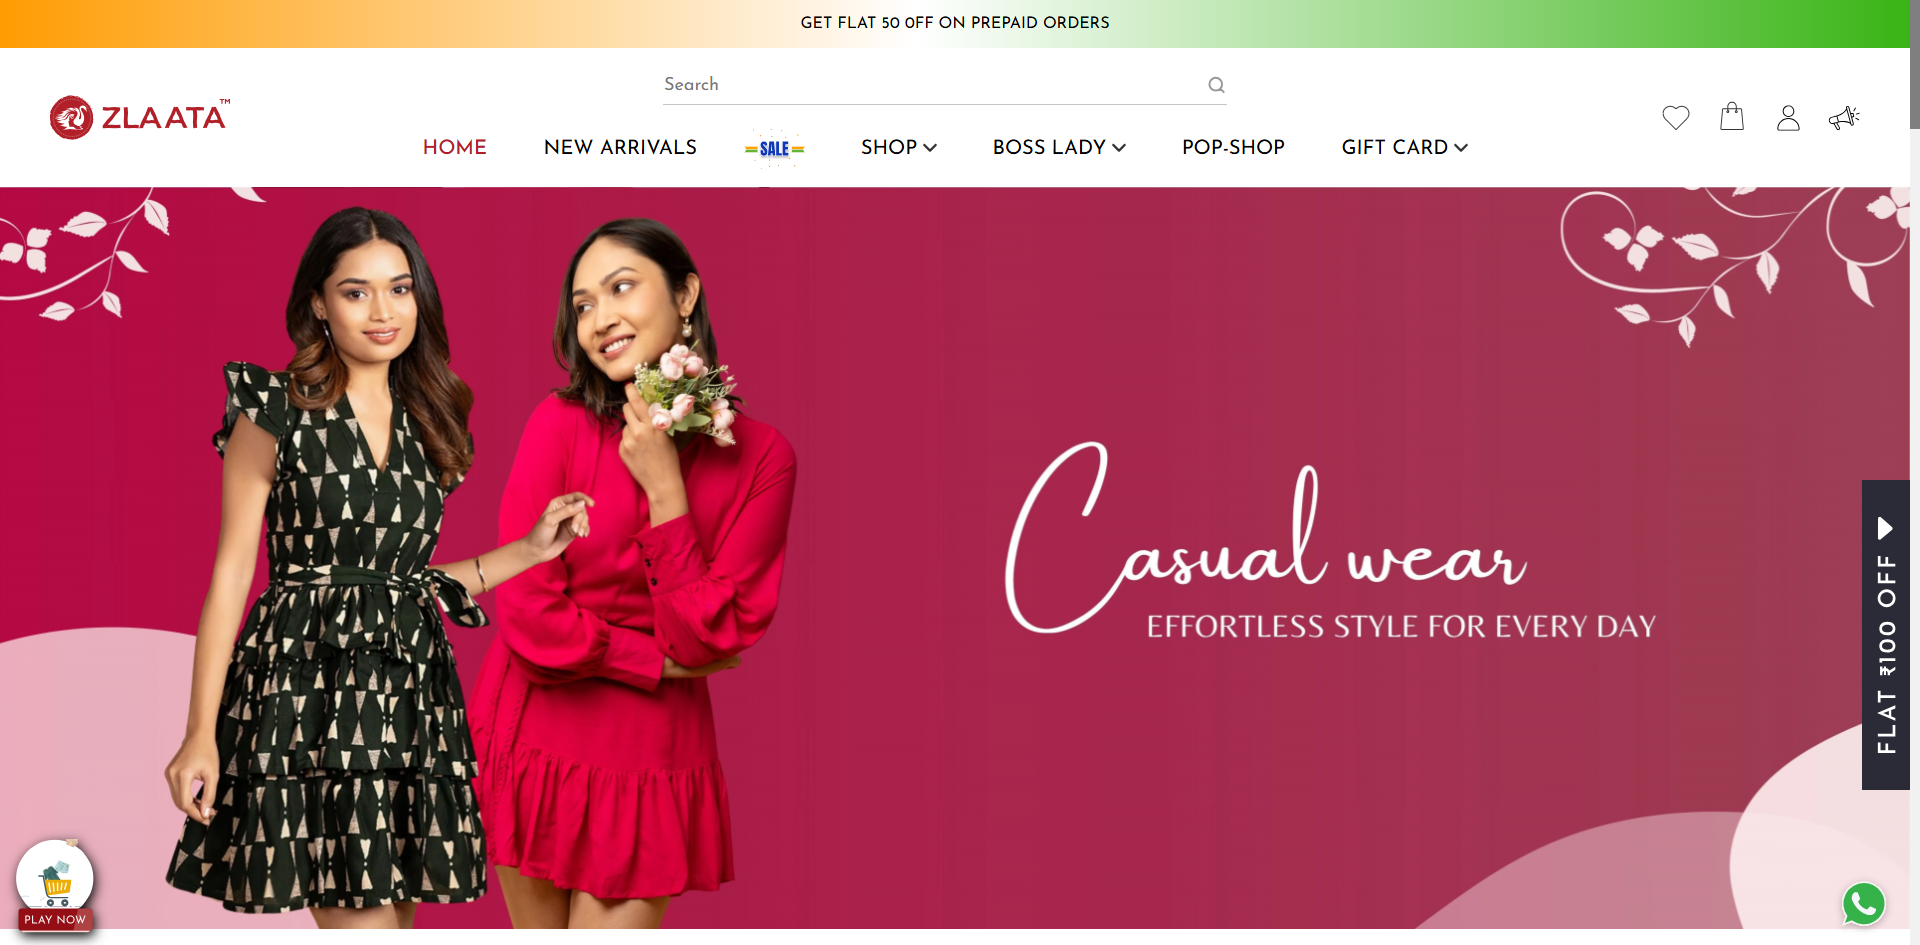 GET FLAT 50 OFF ON PREPAID ORDERS
Search
ZLAATA™
HOME
NEW ARRIVALS
SALE
SHOP
BOSS LADY
POP-SHOP
GIFT CARD
Casual wear
EFFORTLESS STYLE FOR EVERY DAY
FLAT ₹100 OFF
PLAY NOW